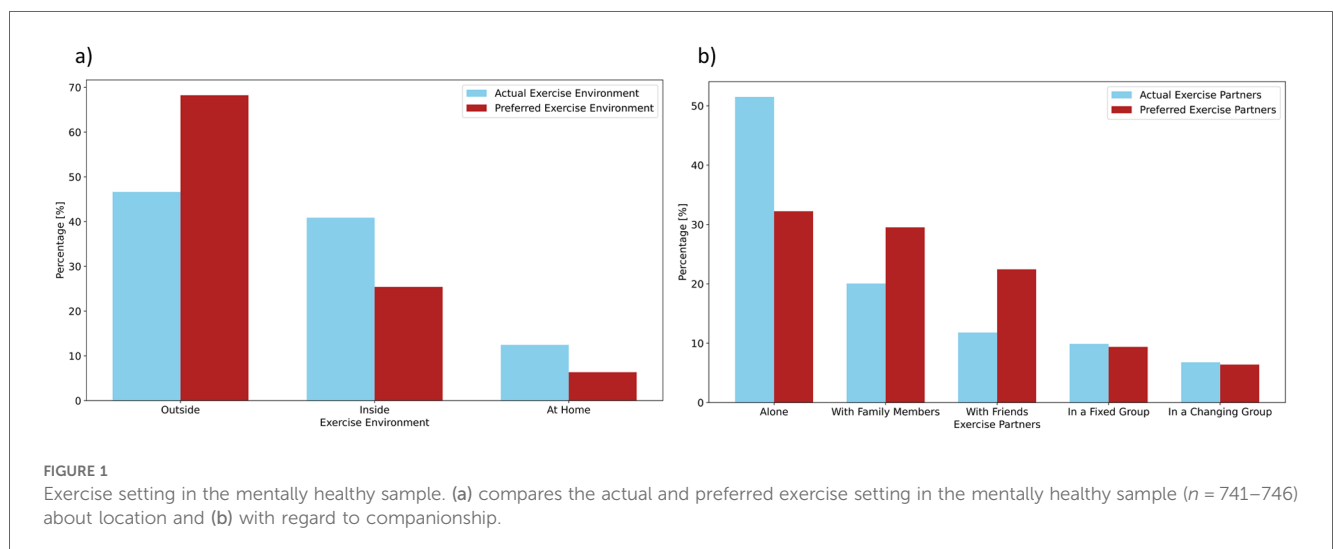 a)
70
60
50
40
30
20
10
0
Percentage [%]
Actual Exercise Environment
Preferred Exercise Environment
Outside
Inside
At Home
Exercise Environment
b)
50
40
30
20
10
0
Percentage [%]
Actual Exercise Partners
Preferred Exercise Partners
Alone
With Family Members
With Friends
In a Fixed Group
In a Changing Group
Exercise Partners
FIGURE 1
Exercise setting in the mentally healthy sample. (a) compares the actual and preferred exercise setting in the mentally healthy sample (n = 741–746)
about location and (b) with regard to companionship.